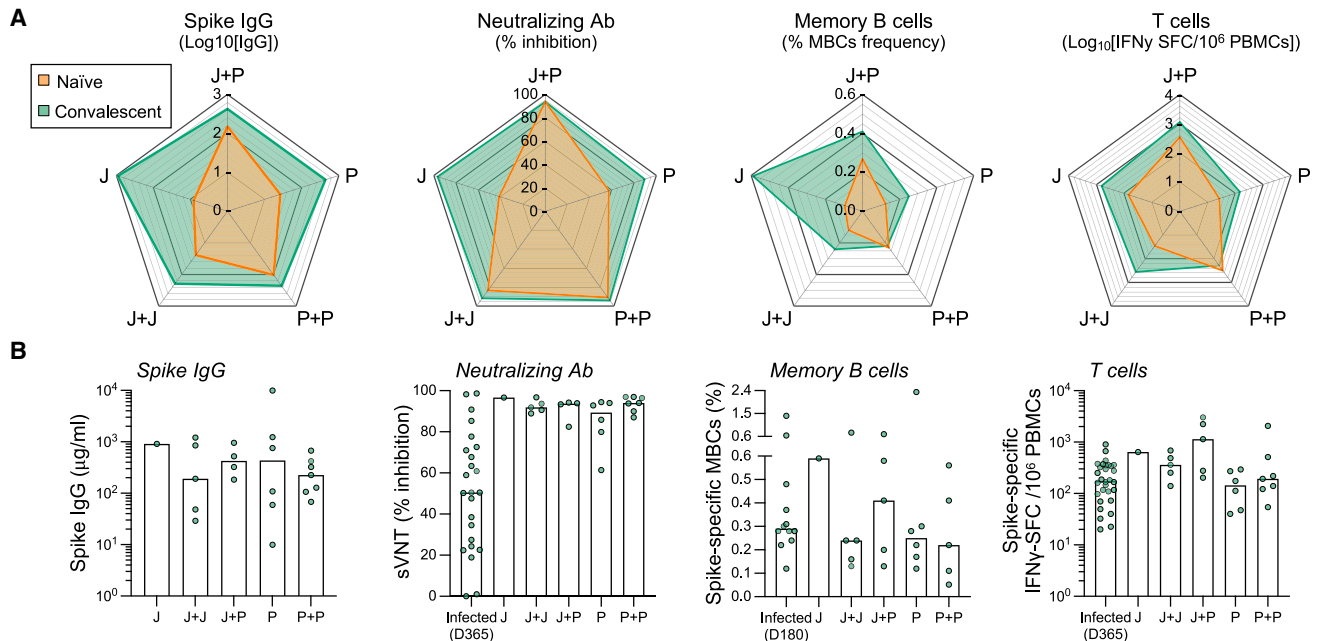 A
Spike IgG
(Log10[IgG])
Neutralizing Ab
(% inhibition)
Memory B cells
(% MBCs frequency)
T cells
(Log10[IFNγ SFC/10⁶ PBMCs])
Naïve
Convalescent
J+P
3
2
1
0
J
P
J+J
P+P
J+P
100
80
60
40
20
0
J
P
J+J
P+P
J+P
0.6
0.4
0.2
0.0
J
P
J+J
P+P
J+P
4
3
2
1
0
J
P
J+J
P+P
B
Spike IgG
Spike IgG (μg/ml)
10⁴
10³
10²
10¹
10⁰
J J+J J+P P P+P
Neutralizing Ab
sVNT (% inhibition)
100
80
60
40
20
0
Infected J J+J J+P P P+P
(D365)
Memory B cells
Spike-specific MBCs (%)
2.4
1.5
0.6
0.6
0.5
0.4
0.3
0.2
0.1
0.0
Infected J J+J J+P P P+P
(D180)
T cells
Spike-specific
IFNγ-SFC /10⁶ PBMCs
10⁴
10³
10²
10¹
10⁰
Infected J J+J J+P P P+P
(D365)